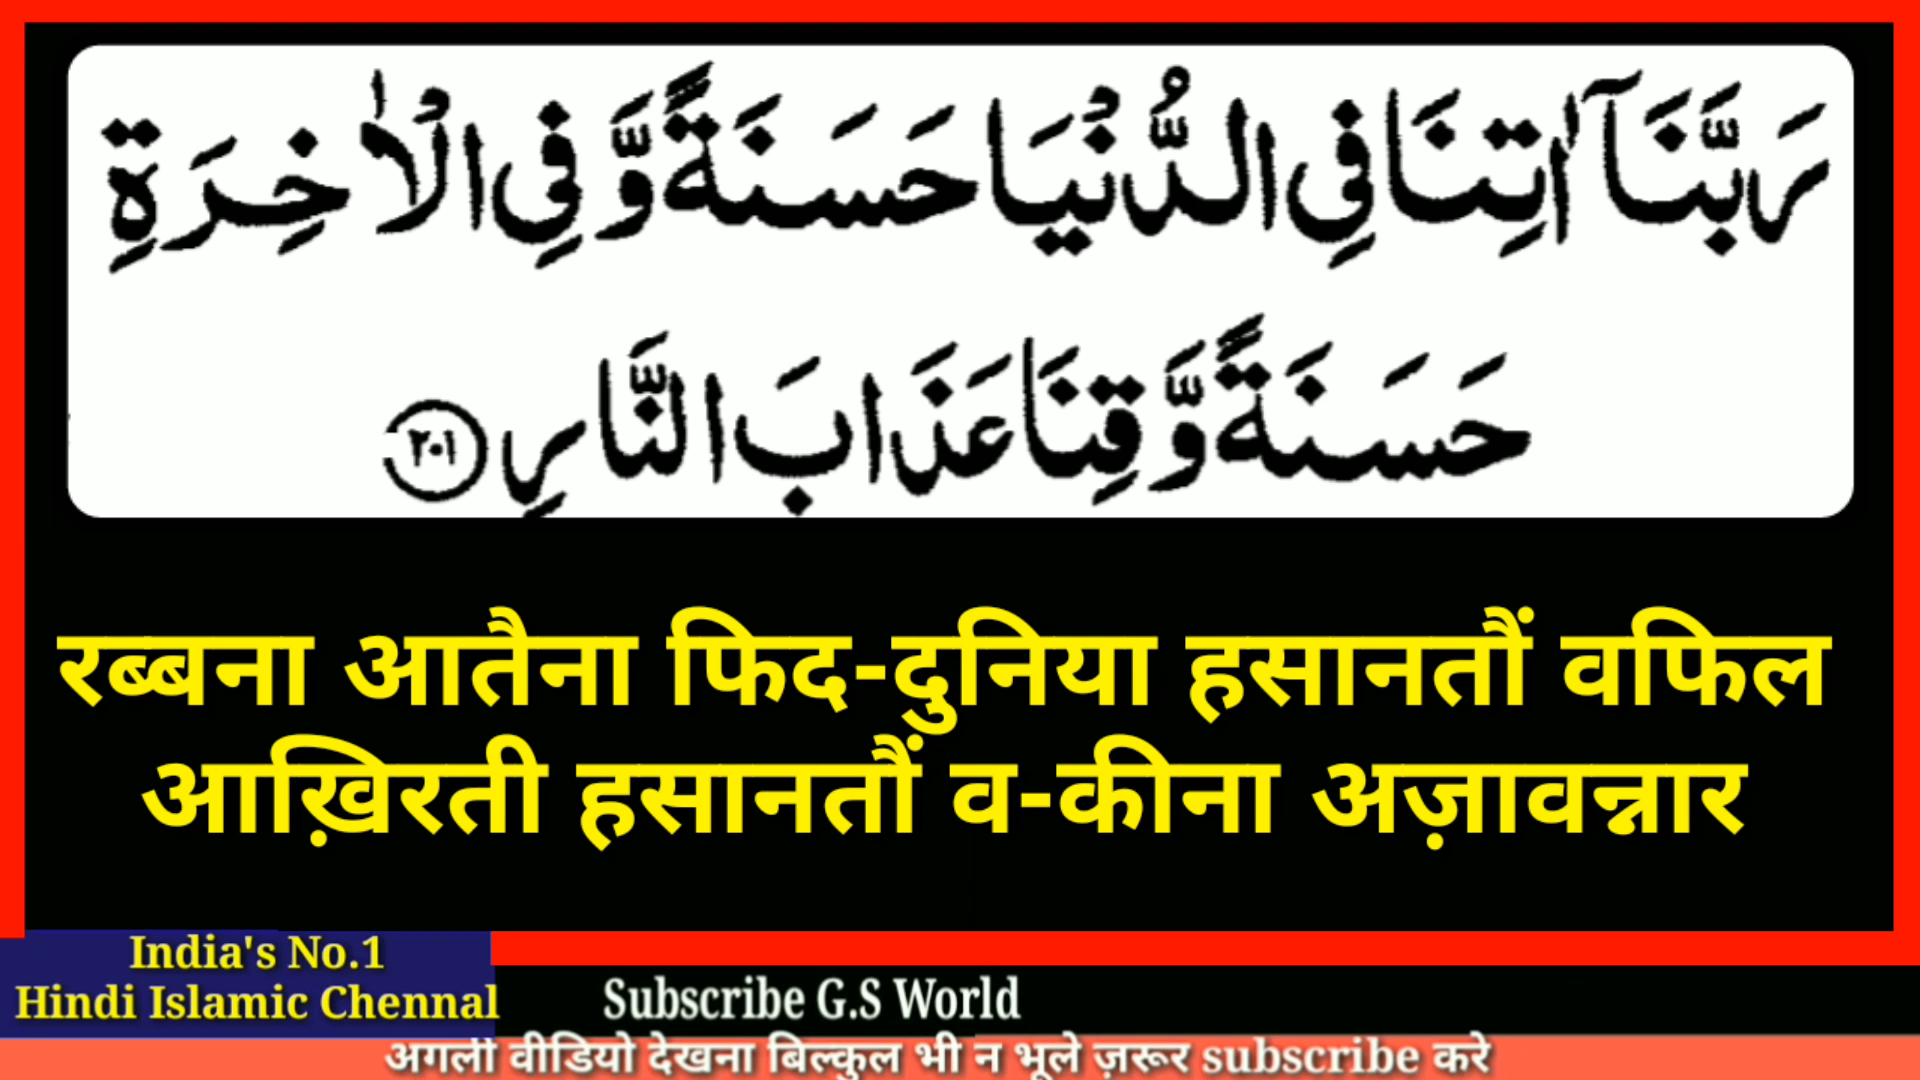 رَبَّنَآ اٰتِنَا فِى الدُّنْيَا حَسَنَةً وَّ فِى الْاٰخِرَةِ
حَسَنَةً وَّ قِنَا عَذَابَ النَّارِ ﴿۲۰۱﴾
रब्बना आतैना फिद-दुनिया हसानतौं वफिल
आख़िरती हसानतौं व-कीना अज़ावन्नार
India's No.1
Hindi Islamic Chennal
Subscribe G.S World
अगली वीडियो देखना बिल्कुल भी न भूले ज़रूर subscribe करे